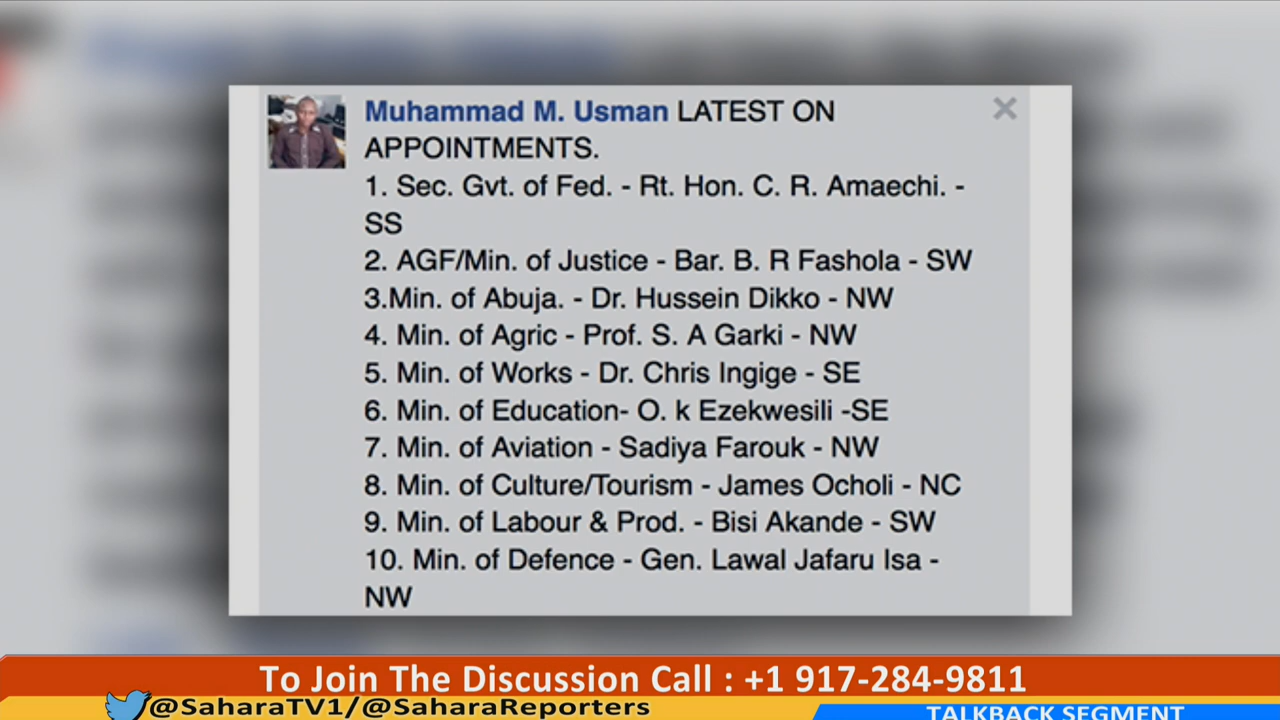 Muhammad M. Usman LATEST ON
APPOINTMENTS.
1. Sec. Gvt. of Fed. - Rt. Hon. C. R. Amaechi. -
SS
2. AGF/Min. of Justice - Bar. B. R Fashola - SW
3.Min. of Abuja. - Dr. Hussein Dikko - NW
4. Min. of Agric - Prof. S. A Garki - NW
5. Min. of Works - Dr. Chris Ingige - SE
6. Min. of Education- O. k Ezekwesili -SE
7. Min. of Aviation - Sadiya Farouk - NW
8. Min. of Culture/Tourism - James Ocholi - NC
9. Min. of Labour & Prod. - Bisi Akande - SW
10. Min. of Defence - Gen. Lawal Jafaru Isa -
NW
To Join The Discussion Call : +1 917-284-9811
@SaharaTV1/@SaharaReporters
TALKBACK SEGMENT